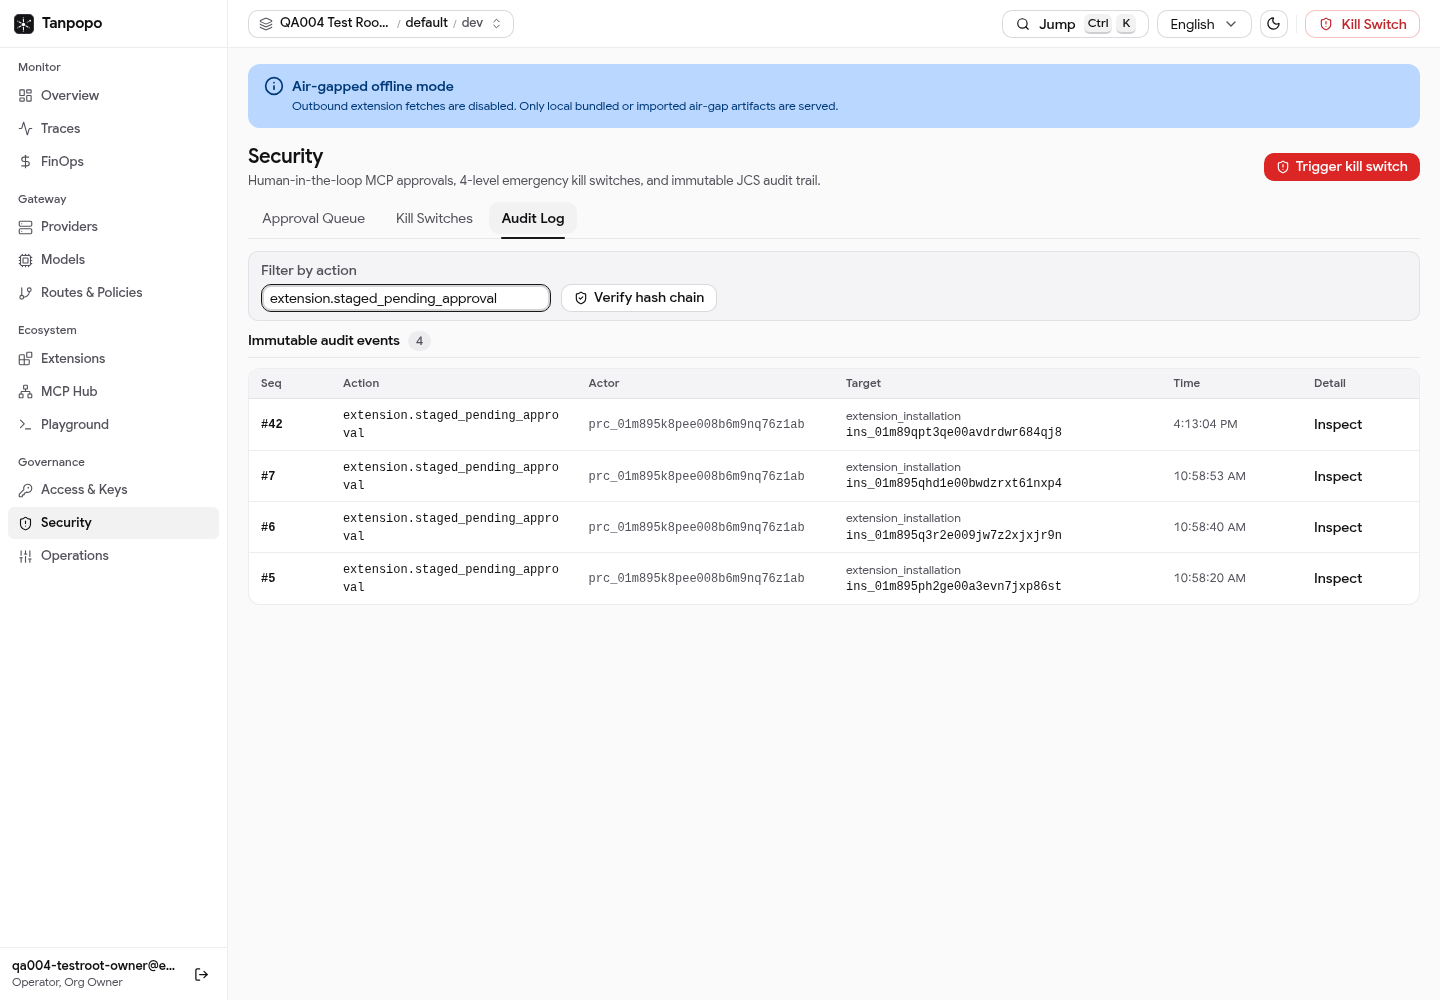 Tanpopo
QA004 Test Roo... / default / dev
Jump Ctrl K
English
Kill Switch
Monitor
Overview
Traces
FinOps
Gateway
Providers
Models
Routes & Policies
Ecosystem
Extensions
MCP Hub
Playground
Governance
Access & Keys
Security
Operations
qa004-testroot-owner@e...
Operator, Org Owner
Air-gapped offline mode
Outbound extension fetches are disabled. Only local bundled or imported air-gap artifacts are served.
Security
Human-in-the-loop MCP approvals, 4-level emergency kill switches, and immutable JCS audit trail.
Trigger kill switch
Approval Queue Kill Switches Audit Log
Filter by action
extension.staged_pending_approval
Verify hash chain
Immutable audit events 4
Seq Action Actor Target Time Detail
#42 extension.staged_pending_appro
val
prc_01m895k8pee008b6m9nq76z1ab
extension_installation
ins_01m89qpt3qe00avdrdwr684qj8
4:13:04 PM Inspect
#7 extension.staged_pending_appro
val
prc_01m895k8pee008b6m9nq76z1ab
extension_installation
ins_01m895qhd1e00bwdzrxt61nxp4
10:58:53 AM Inspect
#6 extension.staged_pending_appro
val
prc_01m895k8pee008b6m9nq76z1ab
extension_installation
ins_01m895q3r2e009jw7z2xjxjr9n
10:58:40 AM Inspect
#5 extension.staged_pending_appro
val
prc_01m895k8pee008b6m9nq76z1ab
extension_installation
ins_01m895ph2ge00a3evn7jxp86st
10:58:20 AM Inspect